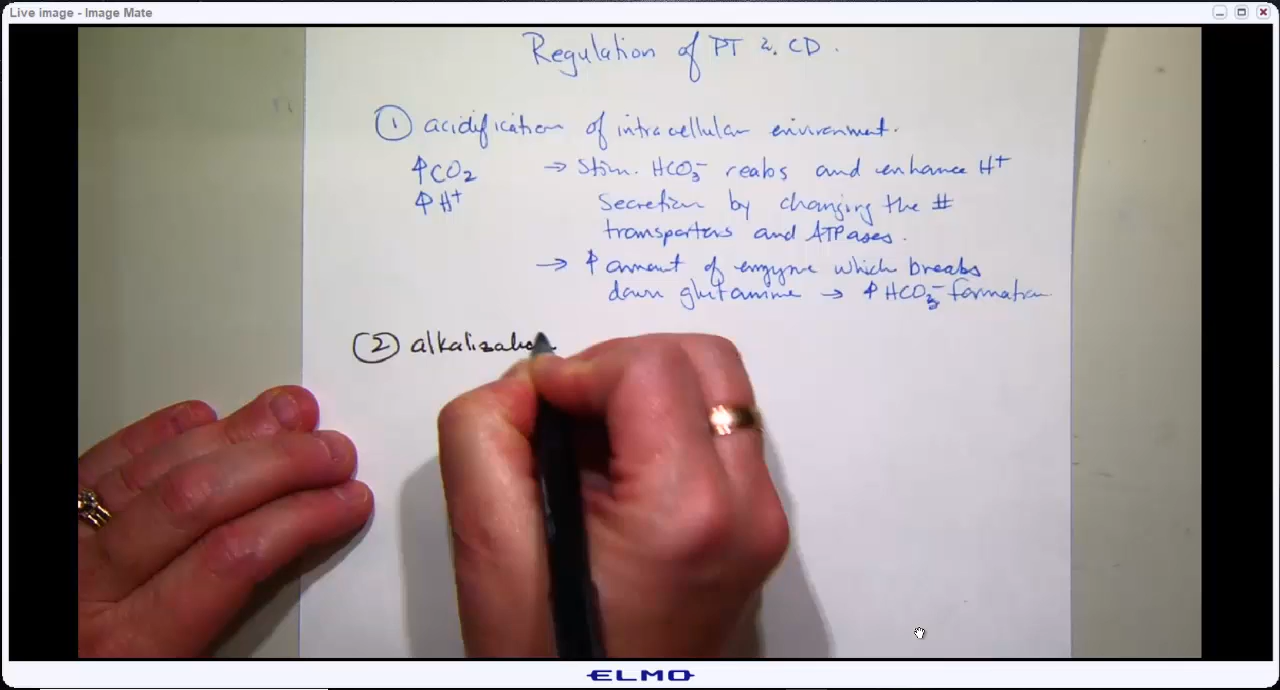 Live image - Image Mate
Regulation of PT & CD.
① acidification of intracellular environment.
↑CO₂ → Stim. HCO₃⁻ reabs and enhance H⁺
↑H⁺ Secretion by changing the #
transporters and ATPases.
→ ↑ amount of enzyme which breaks
down glutamine → ↑ HCO₃⁻ formation
② alkalisation
ELMO